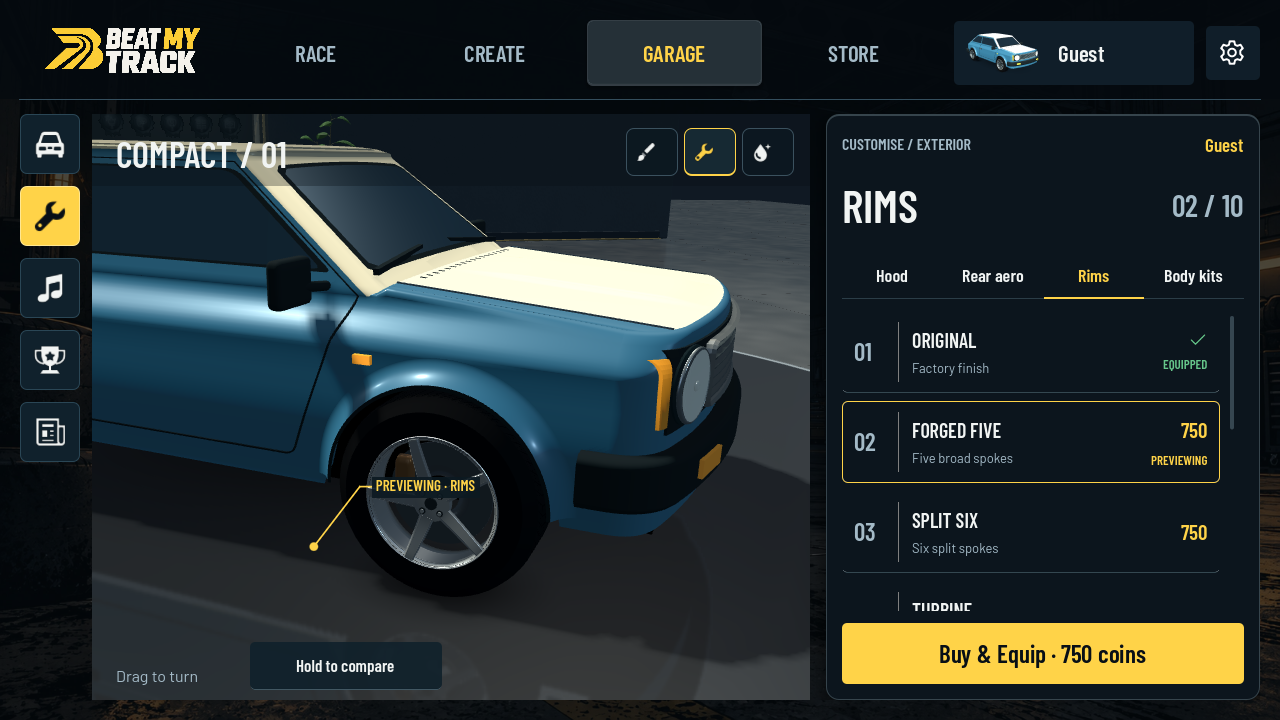 BEAT MY
TRACK
RACE
CREATE
GARAGE
STORE
Guest
COMPACT / 01
PREVIEWING · RIMS
Drag to turn
Hold to compare
CUSTOMISE / EXTERIOR
Guest
RIMS
02 / 10
Hood
Rear aero
Rims
Body kits
01
ORIGINAL
Factory finish
EQUIPPED
02
FORGED FIVE
Five broad spokes
750
PREVIEWING
03
SPLIT SIX
Six split spokes
750
TURBINE
Buy & Equip · 750 coins